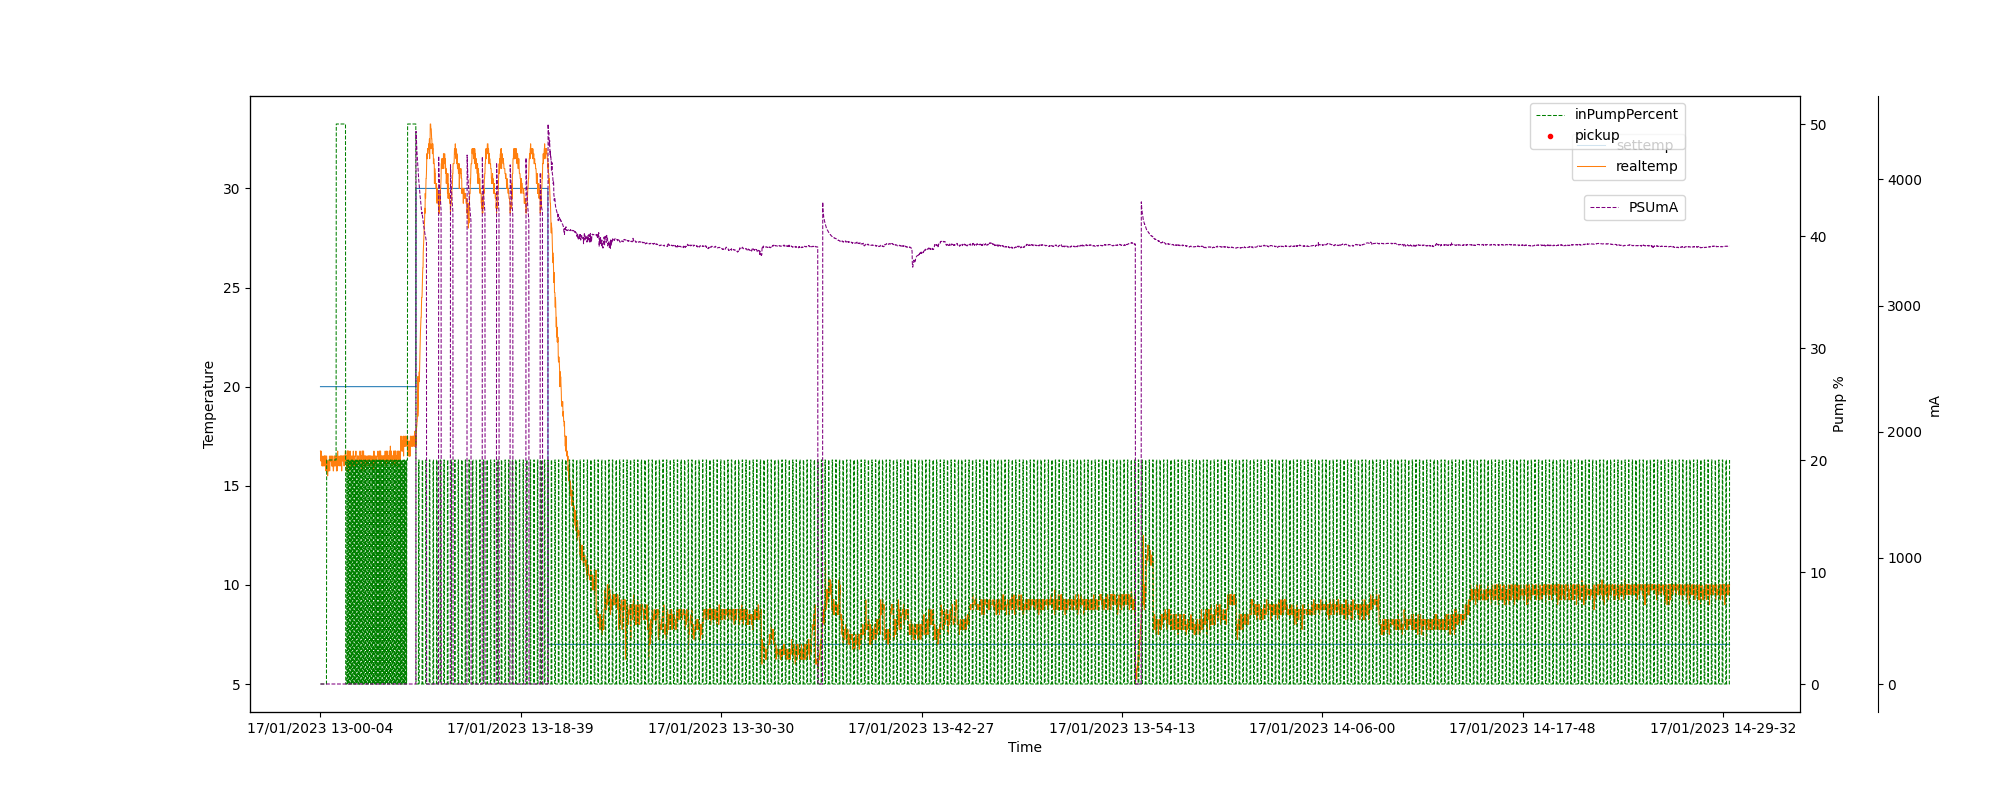 inPumpPercent
pickup
settemp
realtemp
PSUmA
30
25
20
15
10
5
Temperature
50
40
30
20
10
0
Pump %
4000
3000
2000
1000
0
mA
17/01/2023 13-00-04
17/01/2023 13-18-39
17/01/2023 13-30-30
17/01/2023 13-42-27
17/01/2023 13-54-13
17/01/2023 14-06-00
17/01/2023 14-17-48
17/01/2023 14-29-32
Time